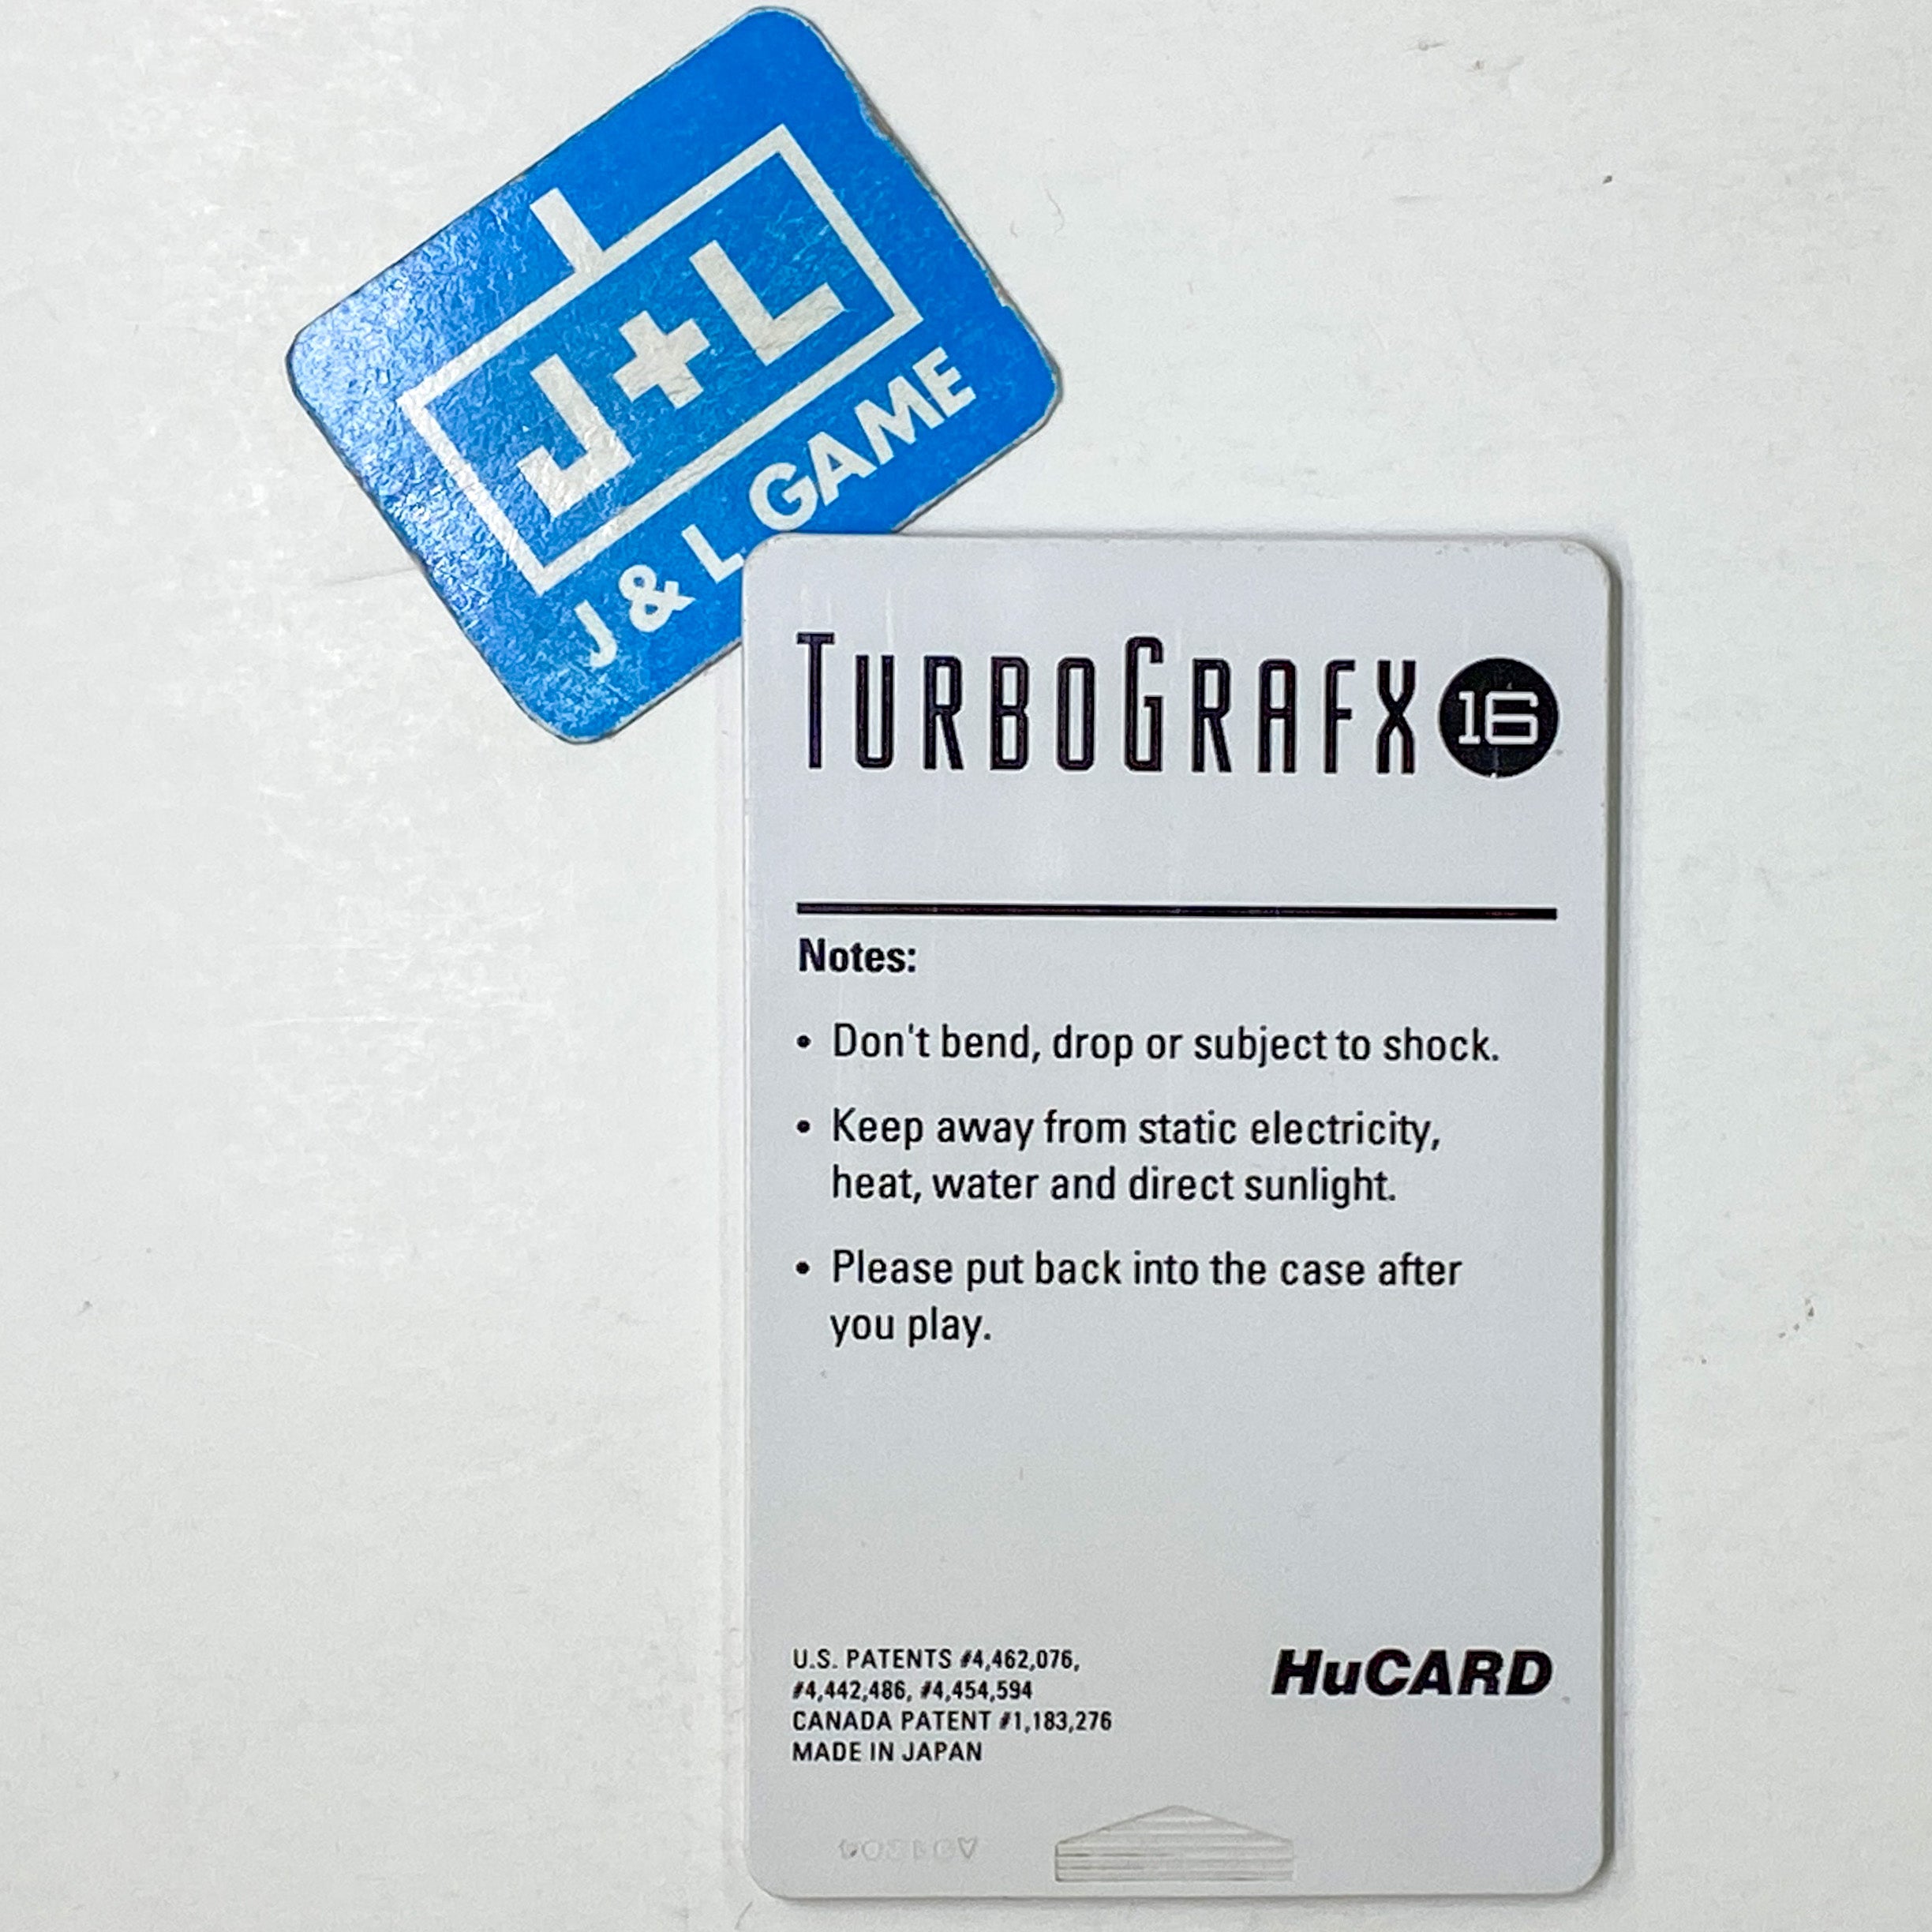 J+L
J & L GAME
TURBOGRAFX 16
Notes:
• Don't bend, drop or subject to shock.
• Keep away from static electricity,
heat, water and direct sunlight.
• Please put back into the case after
you play.
U.S. PATENTS #4,462,076,
#4,442,486, #4,454,594
CANADA PATENT #1,183,276
MADE IN JAPAN
HuCARD